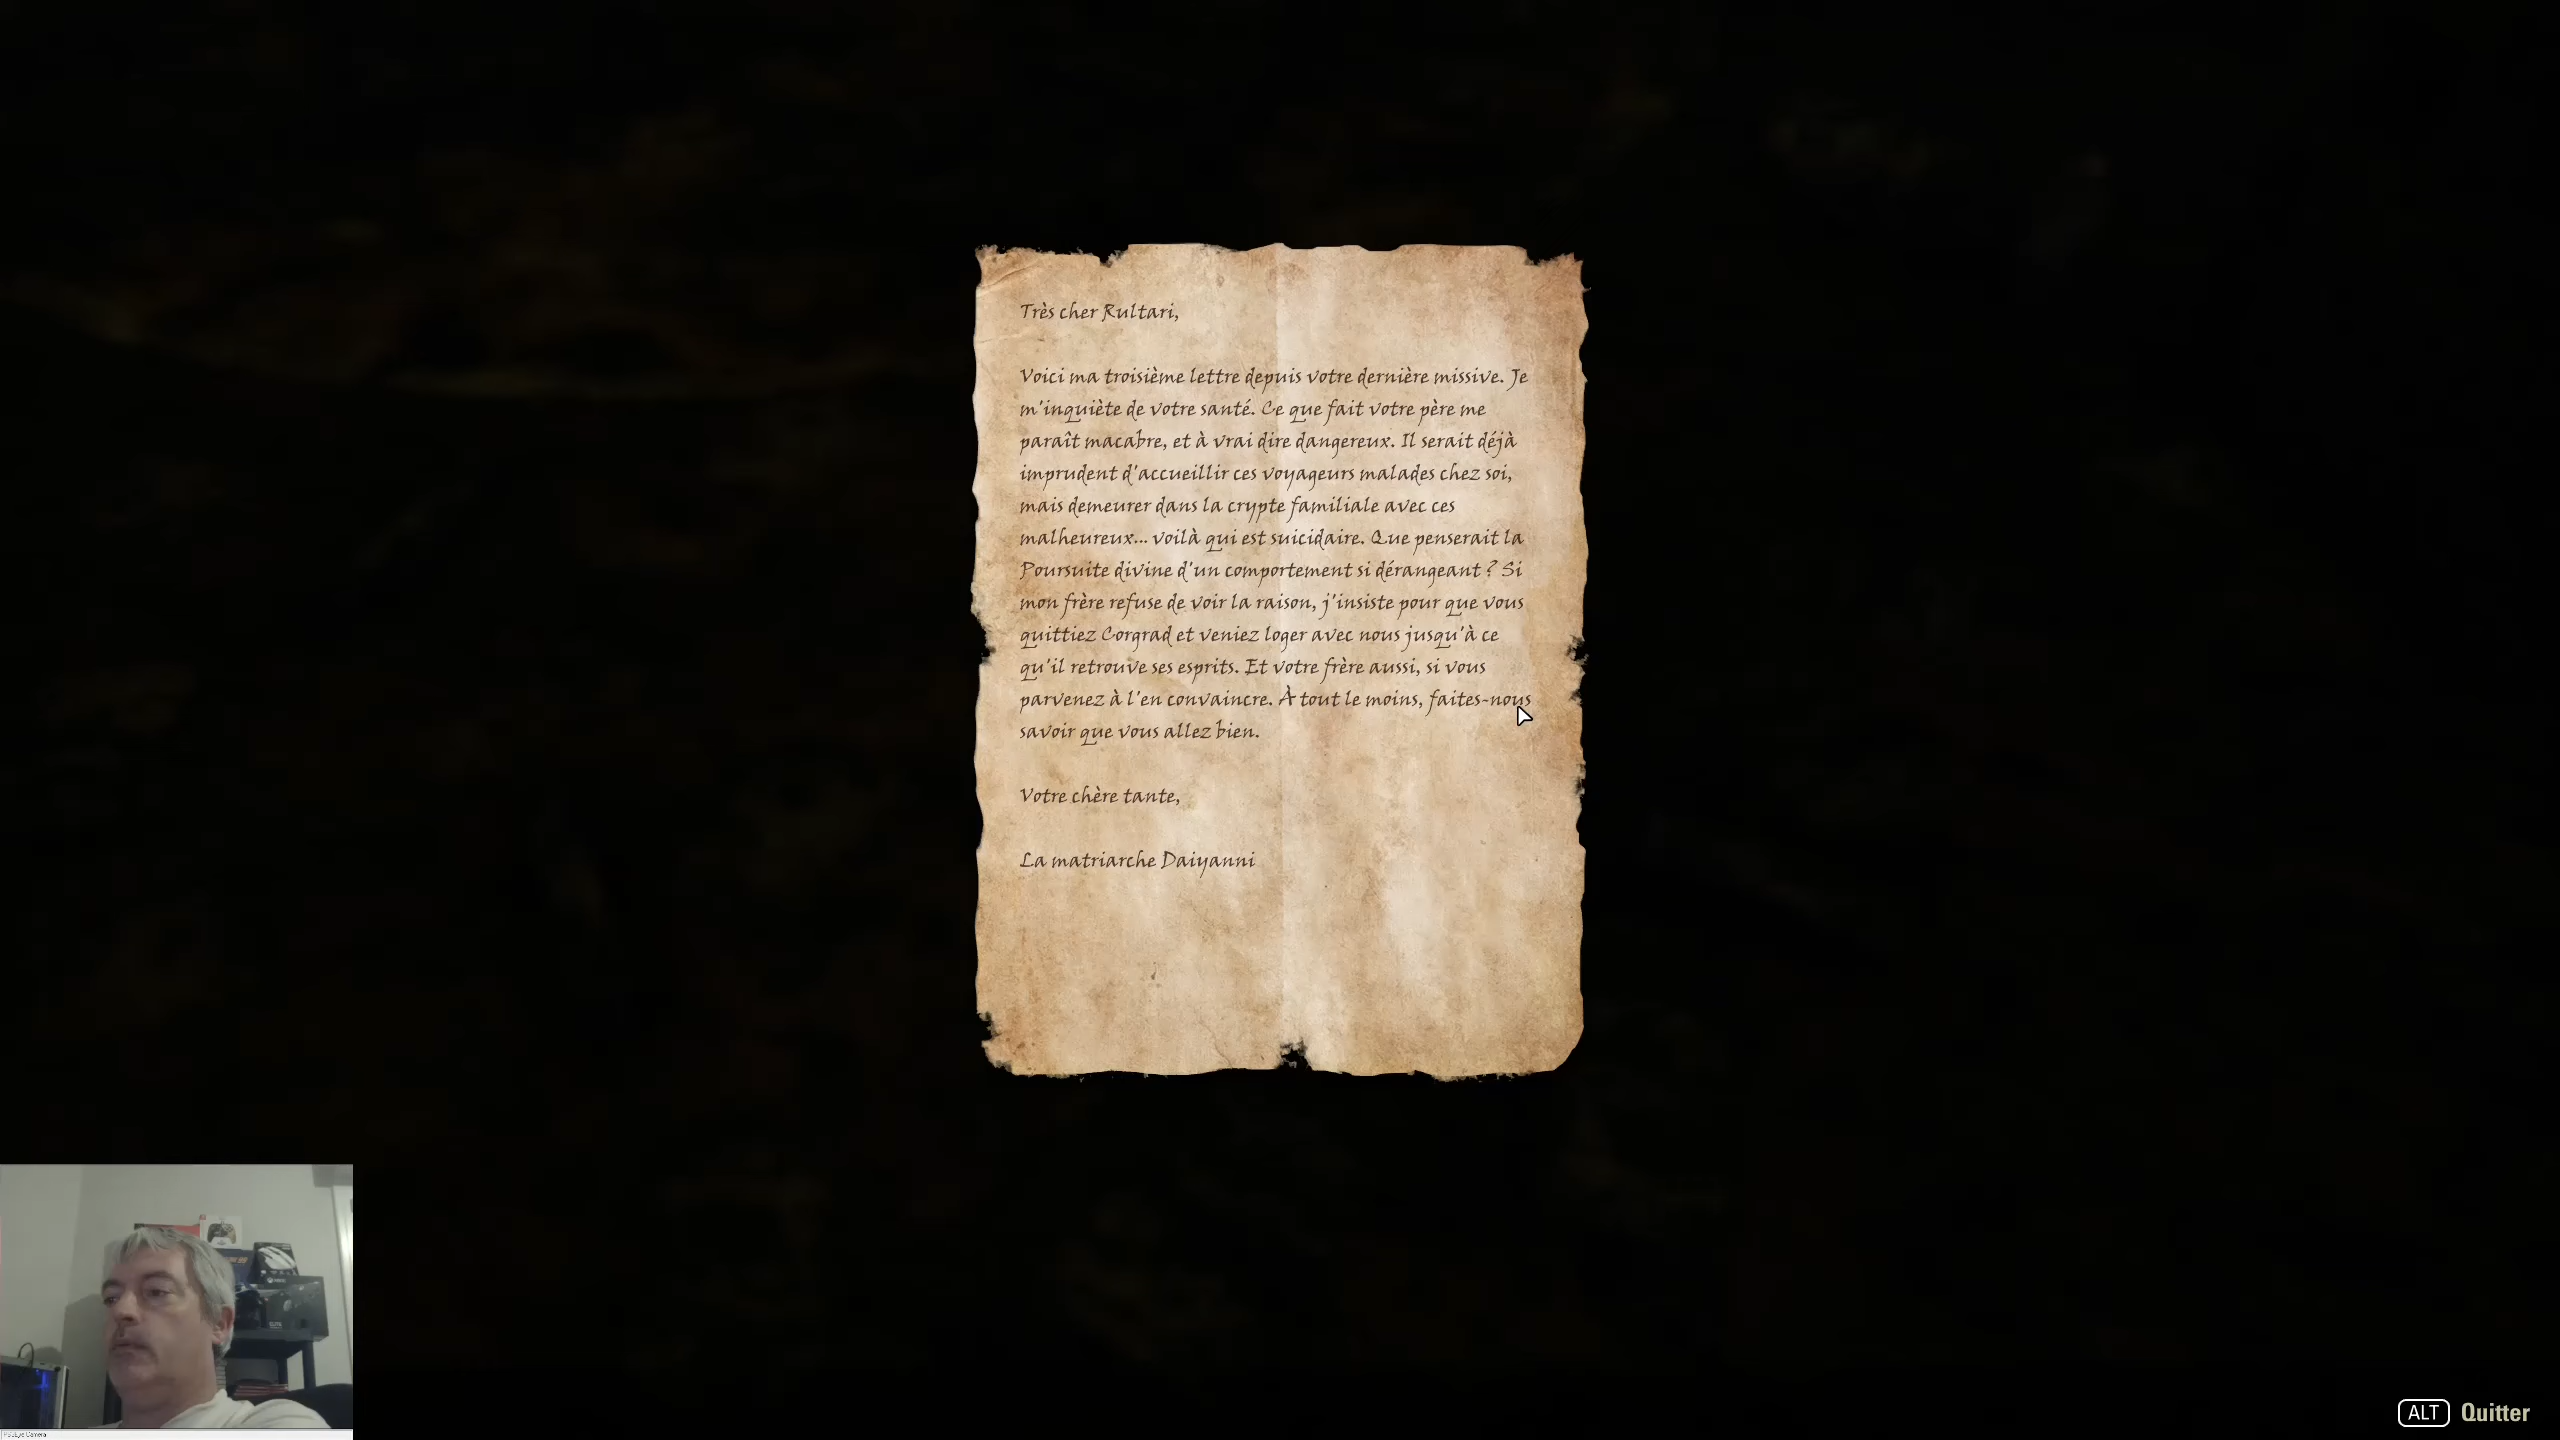 Très cher Rultari,
Voici ma troisième lettre depuis votre dernière missive. Je
m'inquiète de votre santé. Ce que fait votre père me
paraît macabre, et à vrai dire dangereux. Il serait déjà
imprudent d'accueillir ces voyageurs malades chez soi,
mais demeurer dans la crypte familiale avec ces
malheureux... voilà qui est suicidaire. Que penserait la
Poursuite divine d'un comportement si dérangeant ? Si
mon frère refuse de voir la raison, j'insiste pour que vous
quittiez Corgrad et veniez loger avec nous jusqu'à ce
qu'il retrouve ses esprits. Et votre frère aussi, si vous
parvenez à l'en convaincre. À tout le moins, faites-nous
savoir que vous allez bien.
Votre chère tante,
La matriarche Daiyanni
ALT Quitter
Camera